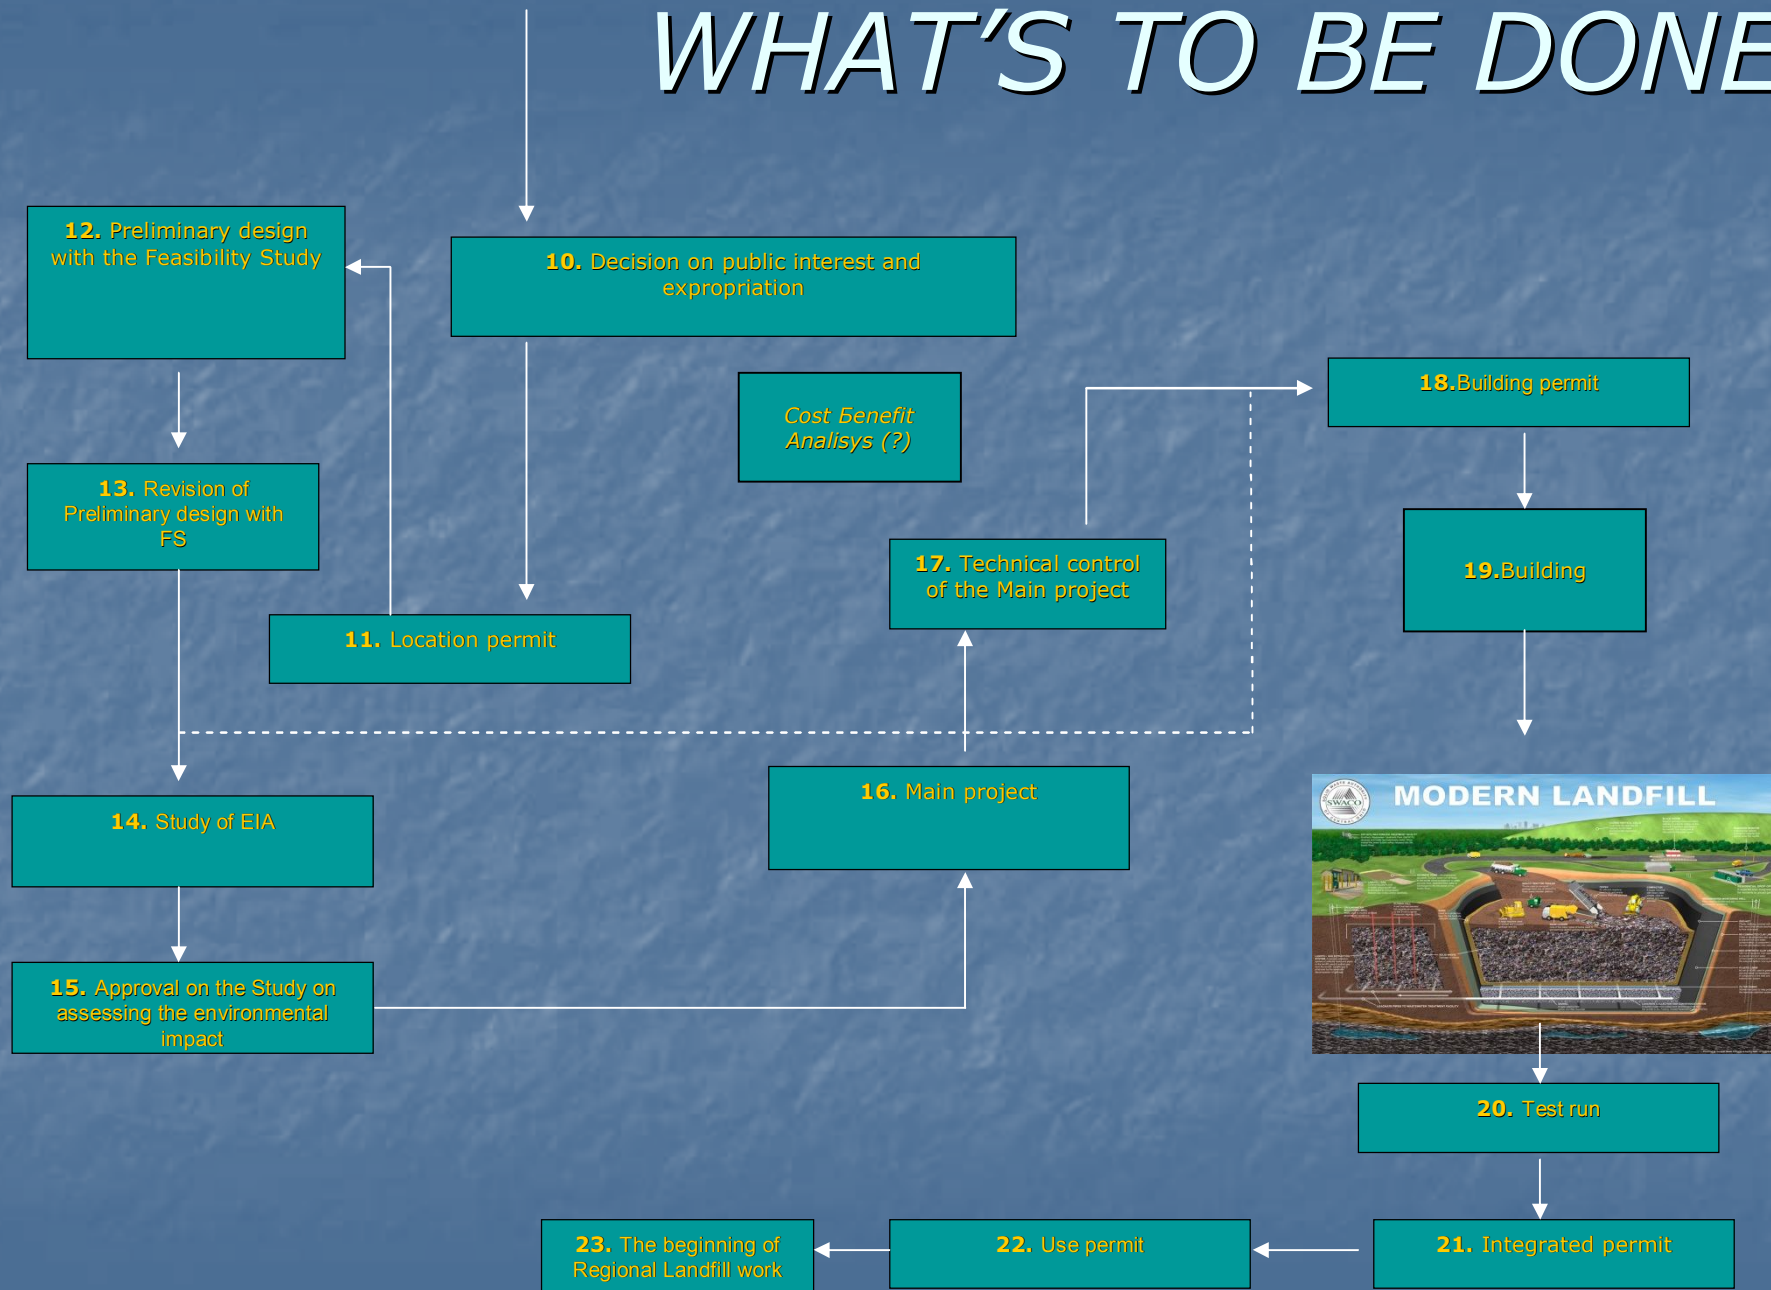 WHAT’S TO BE DONE
12. Preliminary design
with the Feasibility Study
10. Decision on public interest and
expropriation
18.Building permit
Cost Бenefit
Analisys (?)
13. Revision of
Preliminary design with
FS
19.Building
17. Technical control
of the Main project
11. Location permit
16. Main project
14. Study of EIA
SWACO
MODERN LANDFILL
15. Approval on the Study on
assessing the environmental
impact
20. Test run
23. The beginning of
Regional Landfill work
22. Use permit
21. Integrated permit